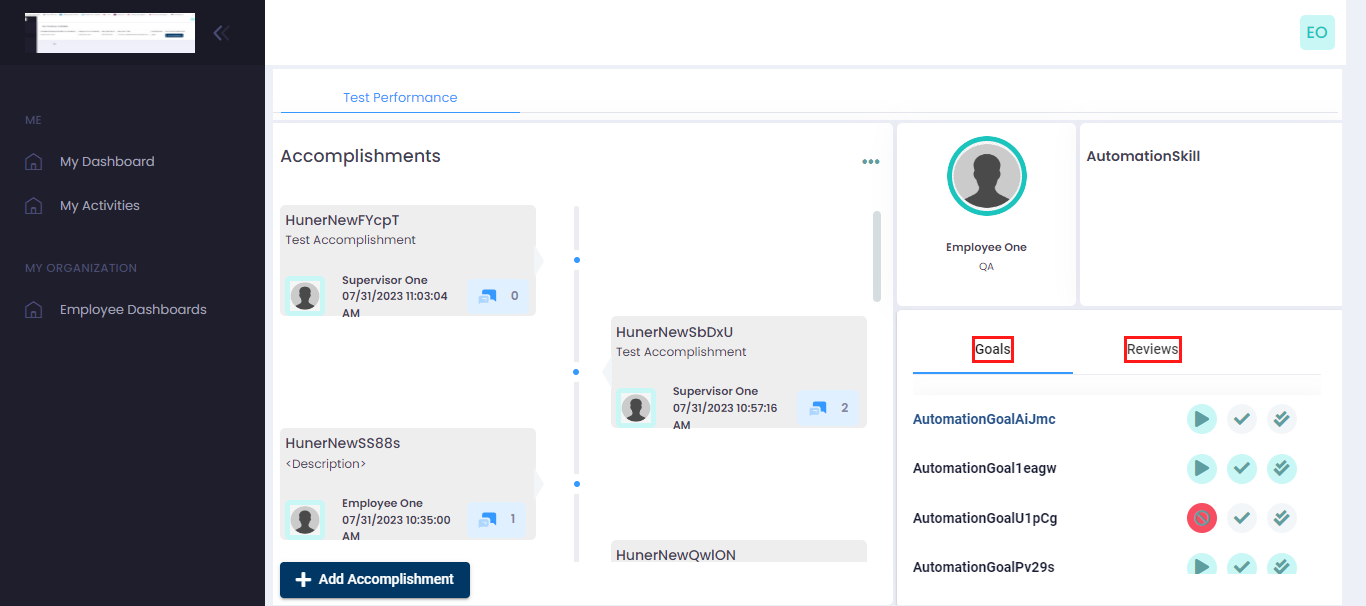 EO
ME
My Dashboard
My Activities
MY ORGANIZATION
Employee Dashboards
Test Performance
Accomplishments
HunerNewFYcpT
Test Accomplishment
Supervisor One
07/31/2023 11:03:04
AM
0
HunerNewSbDxU
Test Accomplishment
Supervisor One
07/31/2023 10:57:16
AM
2
HunerNewSS88s
<Description>
Employee One
07/31/2023 10:35:00
AM
1
HunerNewQwlON
Add Accomplishment
Employee One
QA
AutomationSkill
Goals
Reviews
AutomationGoalAiJmc
AutomationGoal1eagw
AutomationGoalU1pCg
AutomationGoalPv29s